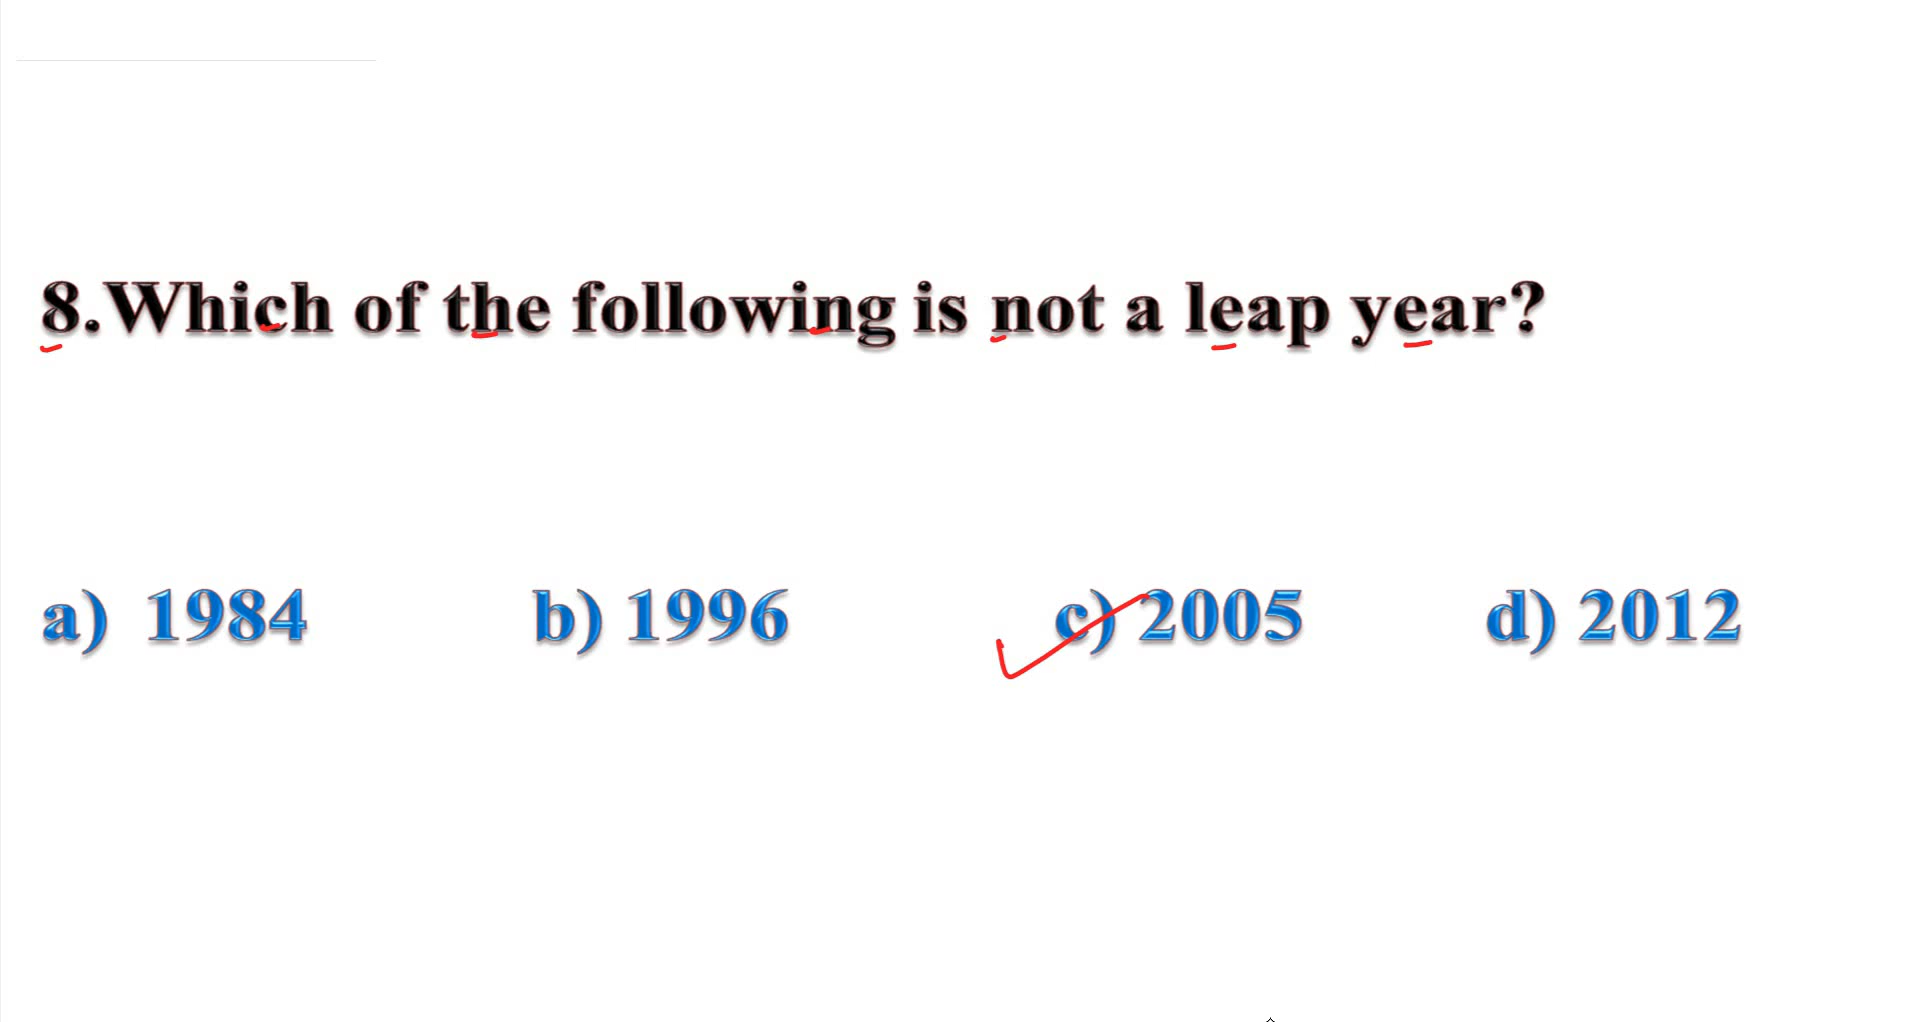 8.Which of the following is not a leap year?
a) 1984 b) 1996 c) 2005 d) 2012